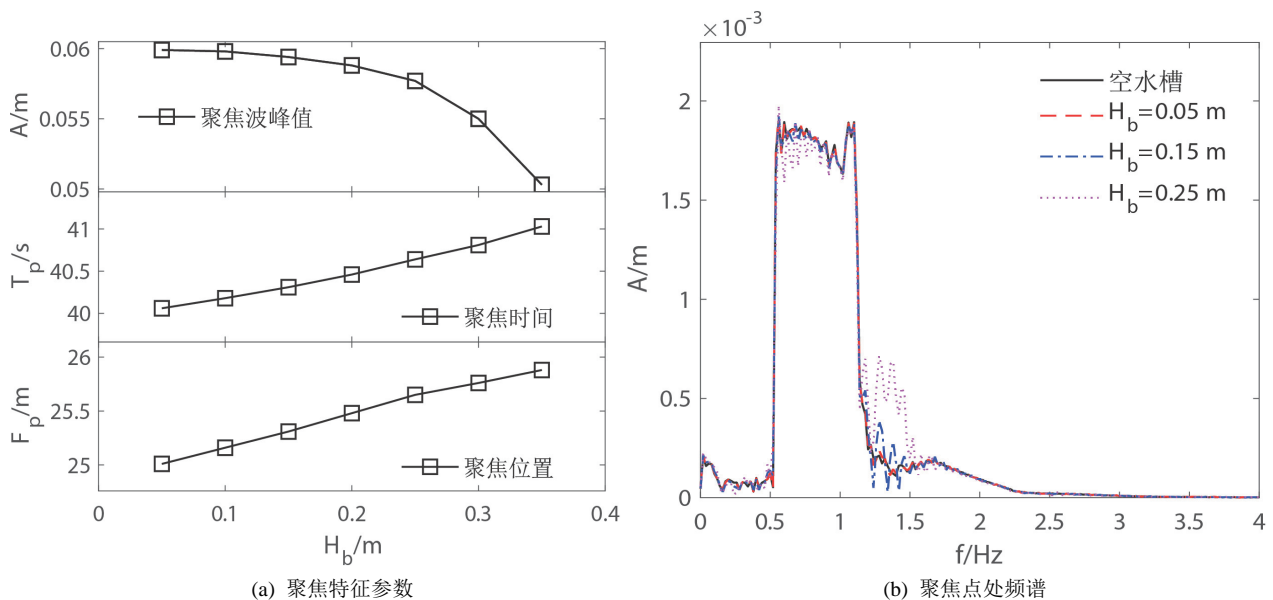 0.06
0.055
0.05
A/m
聚焦波峰值
41
40.5
40
T_p/s
聚焦时间
26
25.5
25
F_p/m
聚焦位置
0 0.1 0.2 0.3 0.4
H_b/m
(a) 聚焦特征参数
×10⁻³
2
1.5
1
0.5
0
A/m
空水槽
H_b=0.05 m
H_b=0.15 m
H_b=0.25 m
0 0.5 1 1.5 2 2.5 3 3.5 4
f/Hz
(b) 聚焦点处频谱